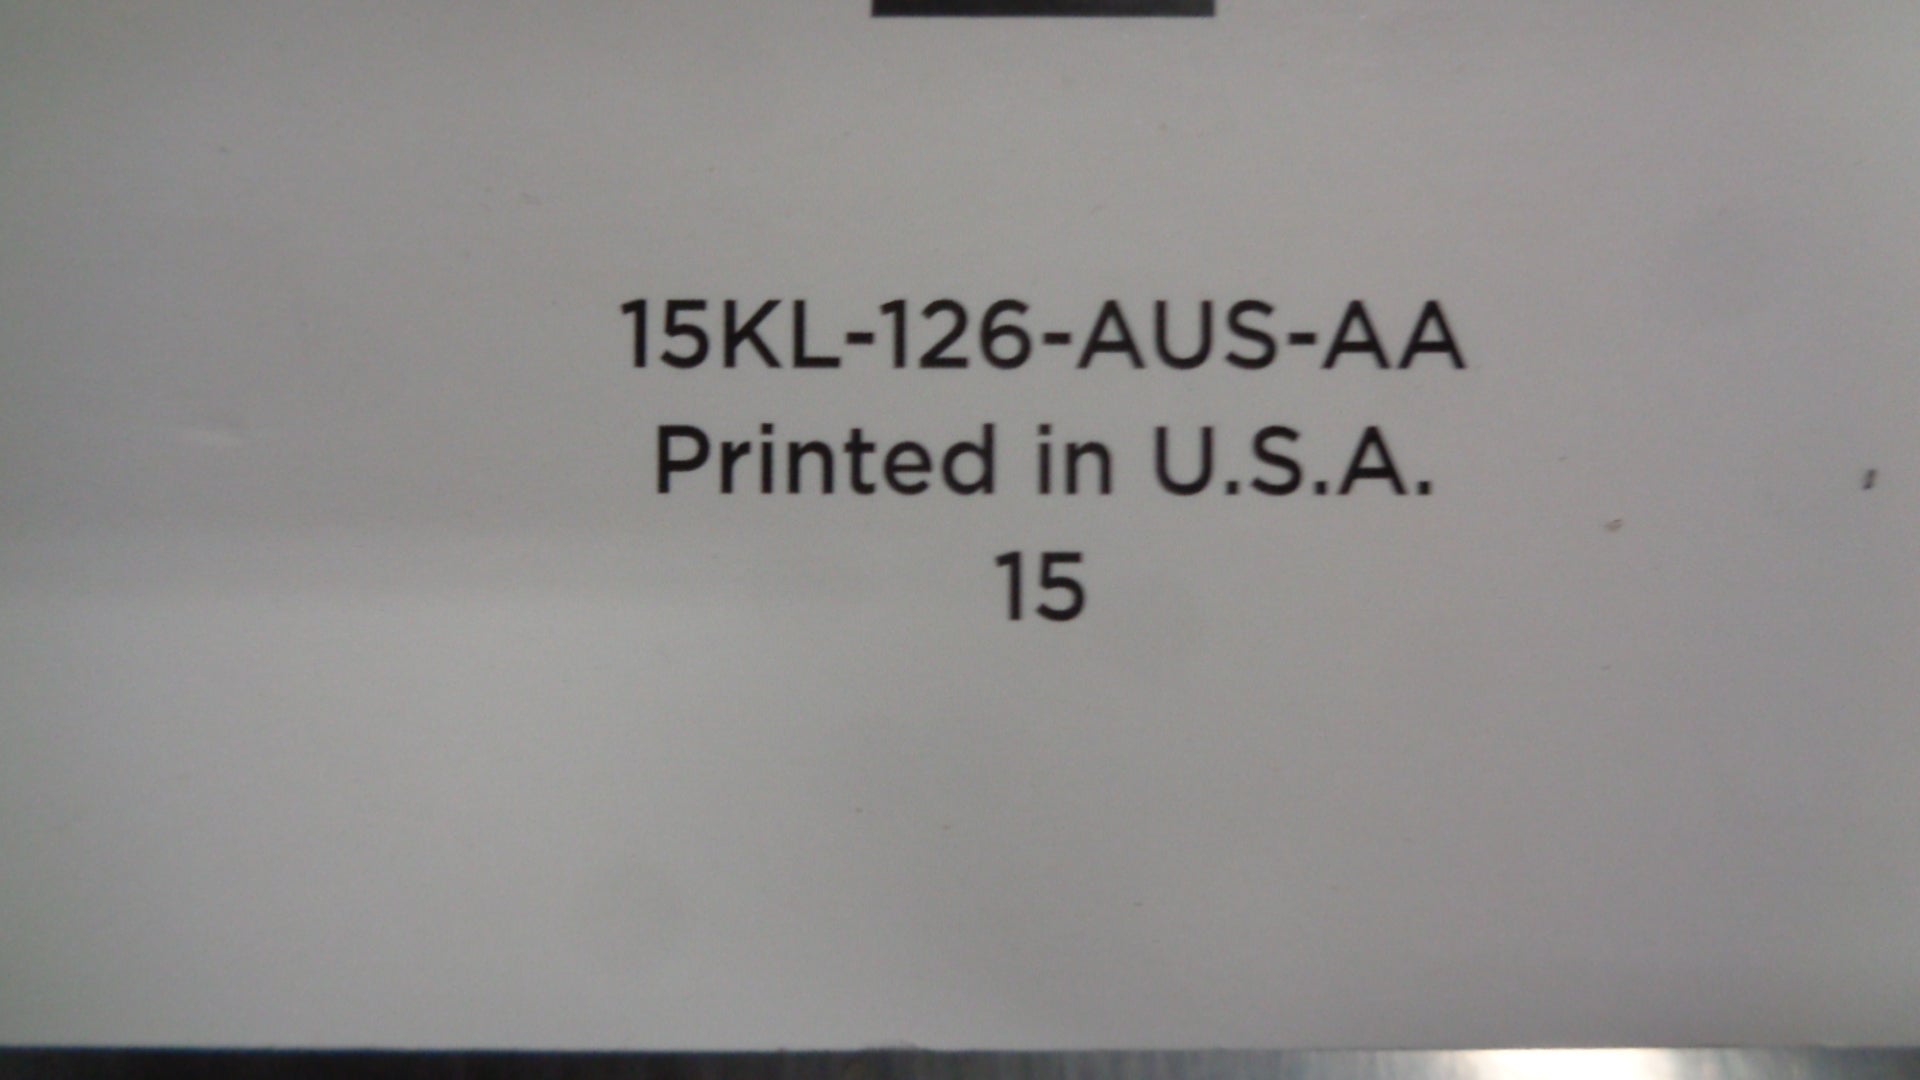 15KL-126-AUS-AA
Printed in U.S.A.
15